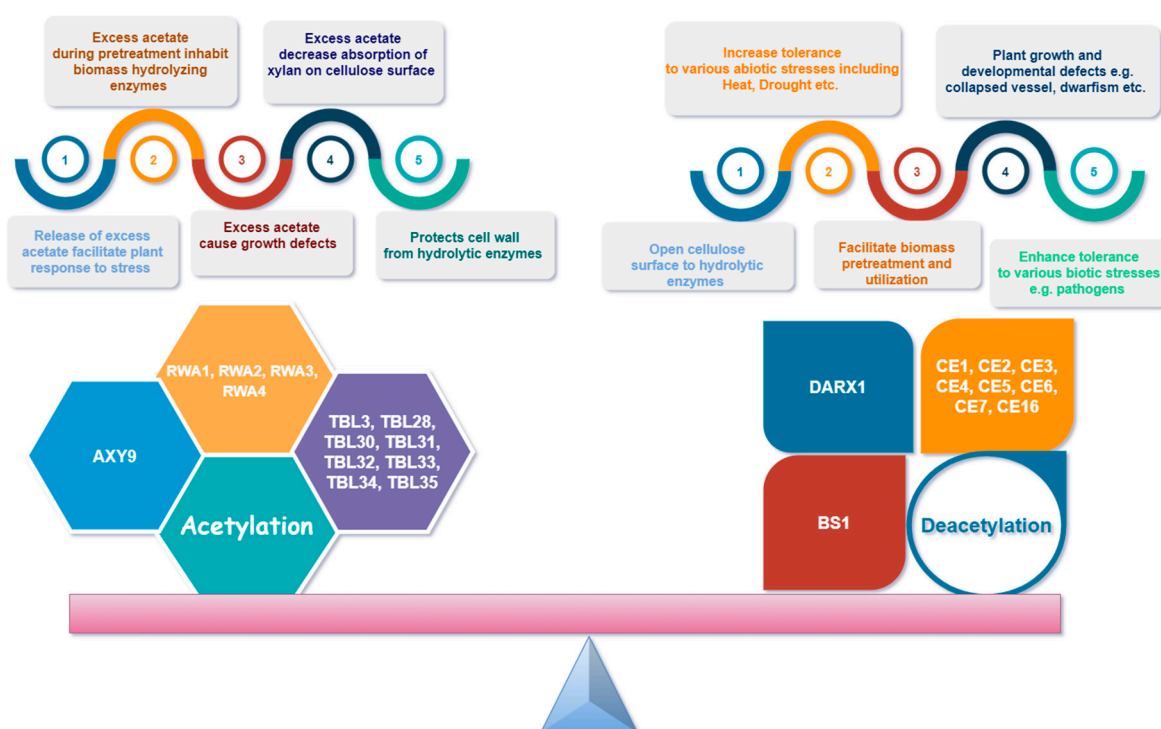 Excess acetate
during pretreatment inhabit
biomass hydrolyzing
enzymes
Excess acetate
decrease absorption of
xylan on cellulose surface
1
2
3
4
5
Release of excess
acetate facilitate plant
response to stress
Excess acetate
cause growth defects
Protects cell wall
from hydrolytic enzymes
Increase tolerance
to various abiotic stresses including
Heat, Drought etc.
Plant growth and
developmental defects e.g.
collapsed vessel, dwarfism etc.
1
2
3
4
5
Open cellulose
surface to hydrolytic
enzymes
Facilitate biomass
pretreatment and
utilization
Enhance tolerance
to various biotic stresses
e.g. pathogens
RWA1, RWA2, RWA3,
RWA4
AXY9
TBL3, TBL28,
TBL30, TBL31,
TBL32, TBL33,
TBL34, TBL35
Acetylation
DARX1
CE1, CE2, CE3,
CE4, CE5, CE6,
CE7, CE16
BS1
Deacetylation